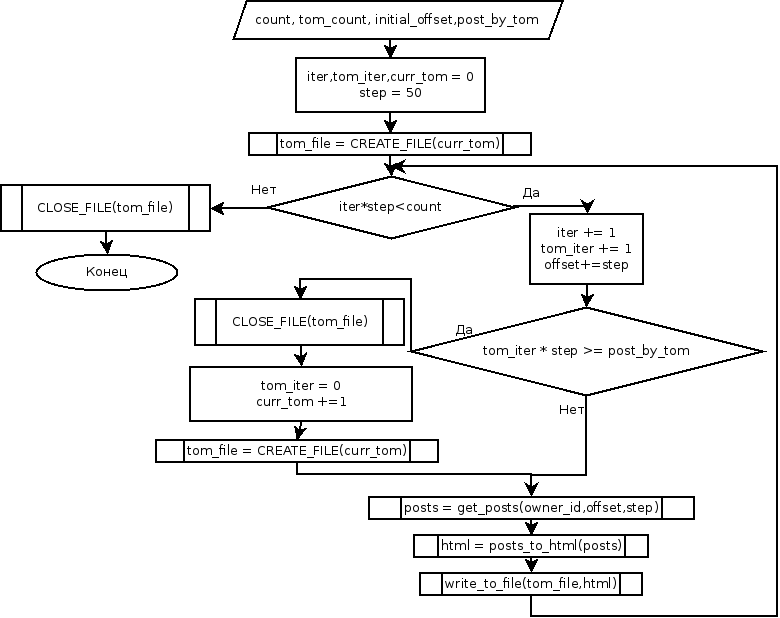 count, tom_count, initial_offset,post_by_tom
iter,tom_iter,curr_tom = 0
step = 50
tom_file = CREATE_FILE(curr_tom)
Нет
iter*step<count
Да
CLOSE_FILE(tom_file)
Конец
iter += 1
tom_iter += 1
offset+=step
CLOSE_FILE(tom_file)
Да
tom_iter * step >= post_by_tom
Нет
tom_iter = 0
curr_tom +=1
tom_file = CREATE_FILE(curr_tom)
posts = get_posts(owner_id,offset,step)
html = posts_to_html(posts)
write_to_file(tom_file,html)